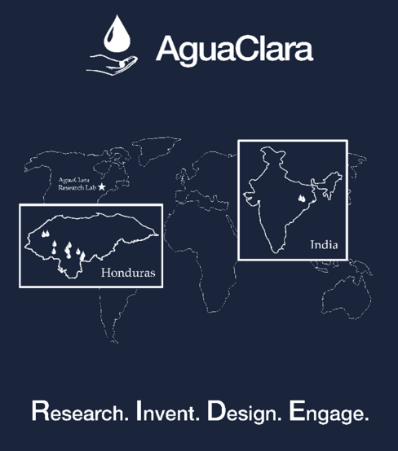 AguaClara
AguaClara
Research Lab
India
Honduras
Research. Invent. Design. Engage.